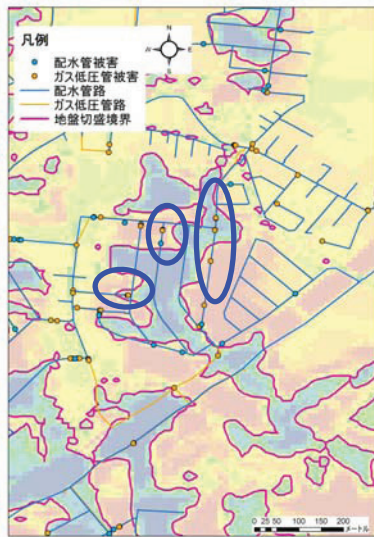 凡例
配水管被害
ガス低圧管被害
配水管路
ガス低圧管路
地盤切盛境界
N
W E
S
0 25 50 100 150 200
メートル